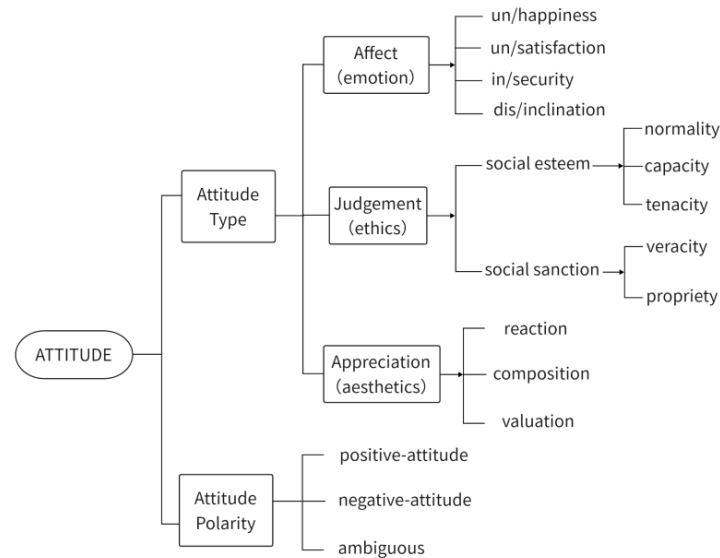 un/happiness
Affect
(emotion)
un/satisfaction
in/security
dis/inclination
normality
social esteem
capacity
Attitude
Type
Judgement
(ethics)
tenacity
veracity
social sanction
propriety
reaction
ATTITUDE
Appreciation
(aesthetics)
composition
valuation
positive-attitude
Attitude
Polarity
negative-attitude
ambiguous